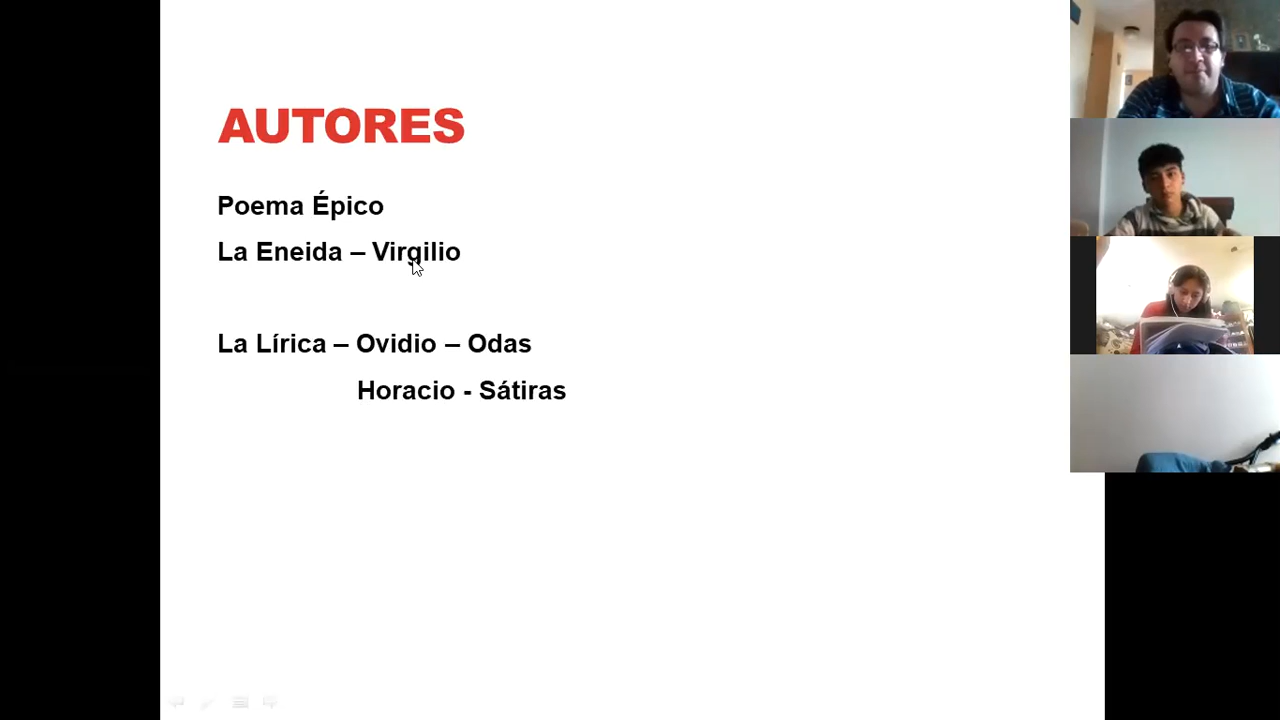 AUTORES
Poema Épico
La Eneida – Virgilio
La Lírica – Ovidio – Odas
Horacio - Sátiras